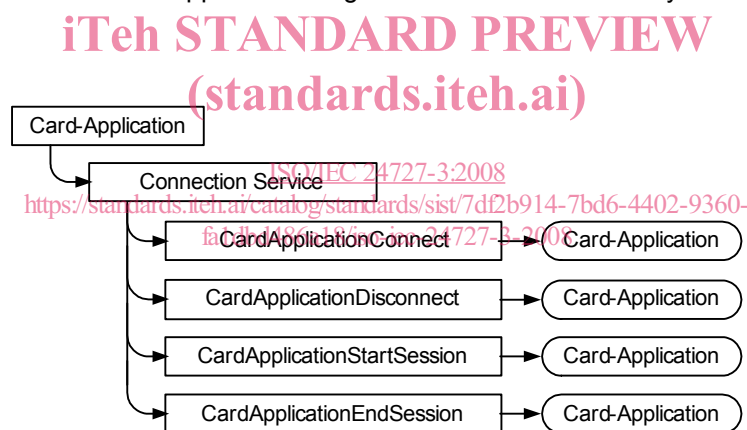 iTeh STANDARD PREVIEW
(standards.iteh.ai)
Card-Application
Connection Service
ISO/IEC 24727-3:2008
https://standards.iteh.ai/catalog/standards/sist/7df2b914-7bd6-4402-9360-
CardApplicationConnect
Card-Application
CardApplicationDisconnect
Card-Application
CardApplicationStartSession
Card-Application
CardApplicationEndSession
Card-Application